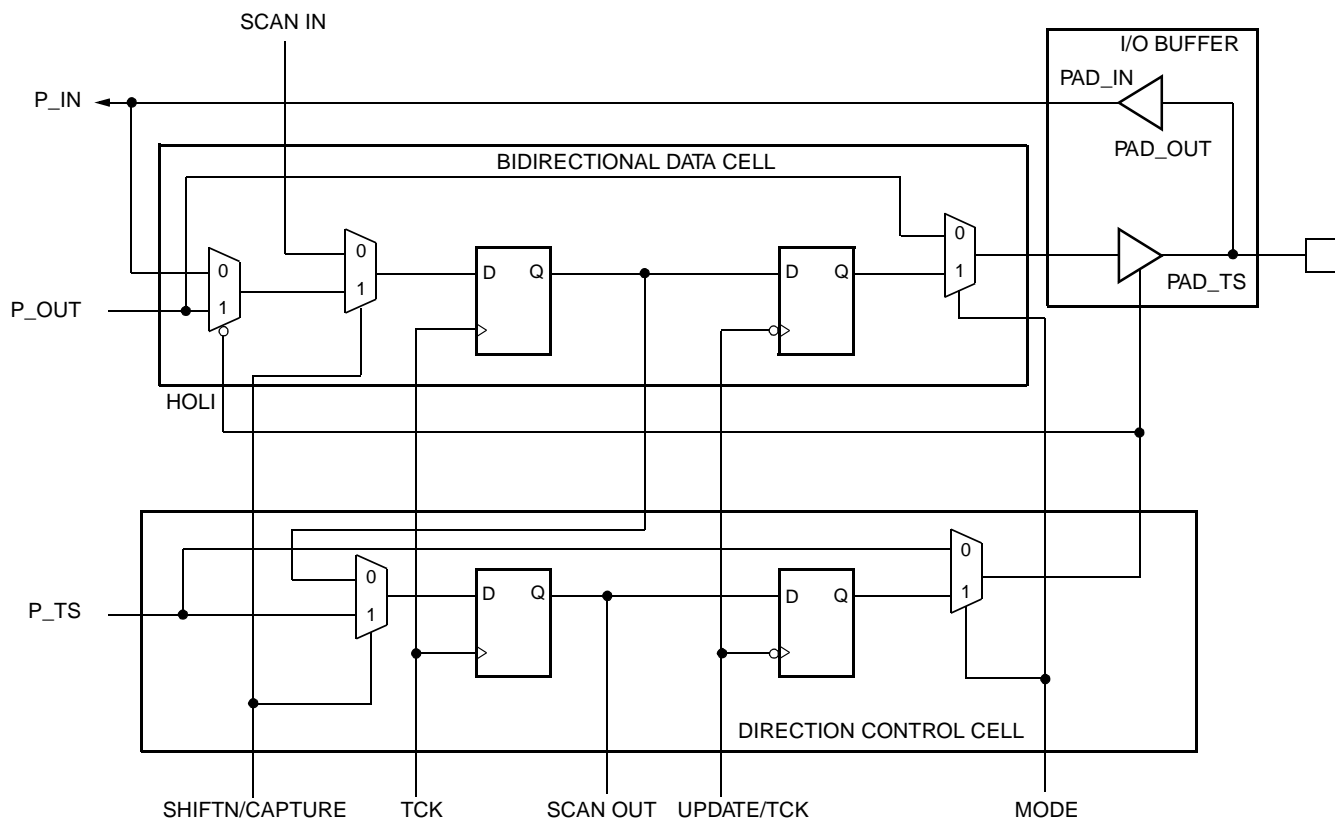 SCAN IN
I/O BUFFER
P_IN
PAD_IN
PAD_OUT
BIDIRECTIONAL DATA CELL
0
0
0
1
D Q
D Q
1
P_OUT
1
PAD_TS
HOLI
0
0
P_TS
1
D Q
D Q
1
DIRECTION CONTROL CELL
SHIFTN/CAPTURE
TCK
SCAN OUT
UPDATE/TCK
MODE